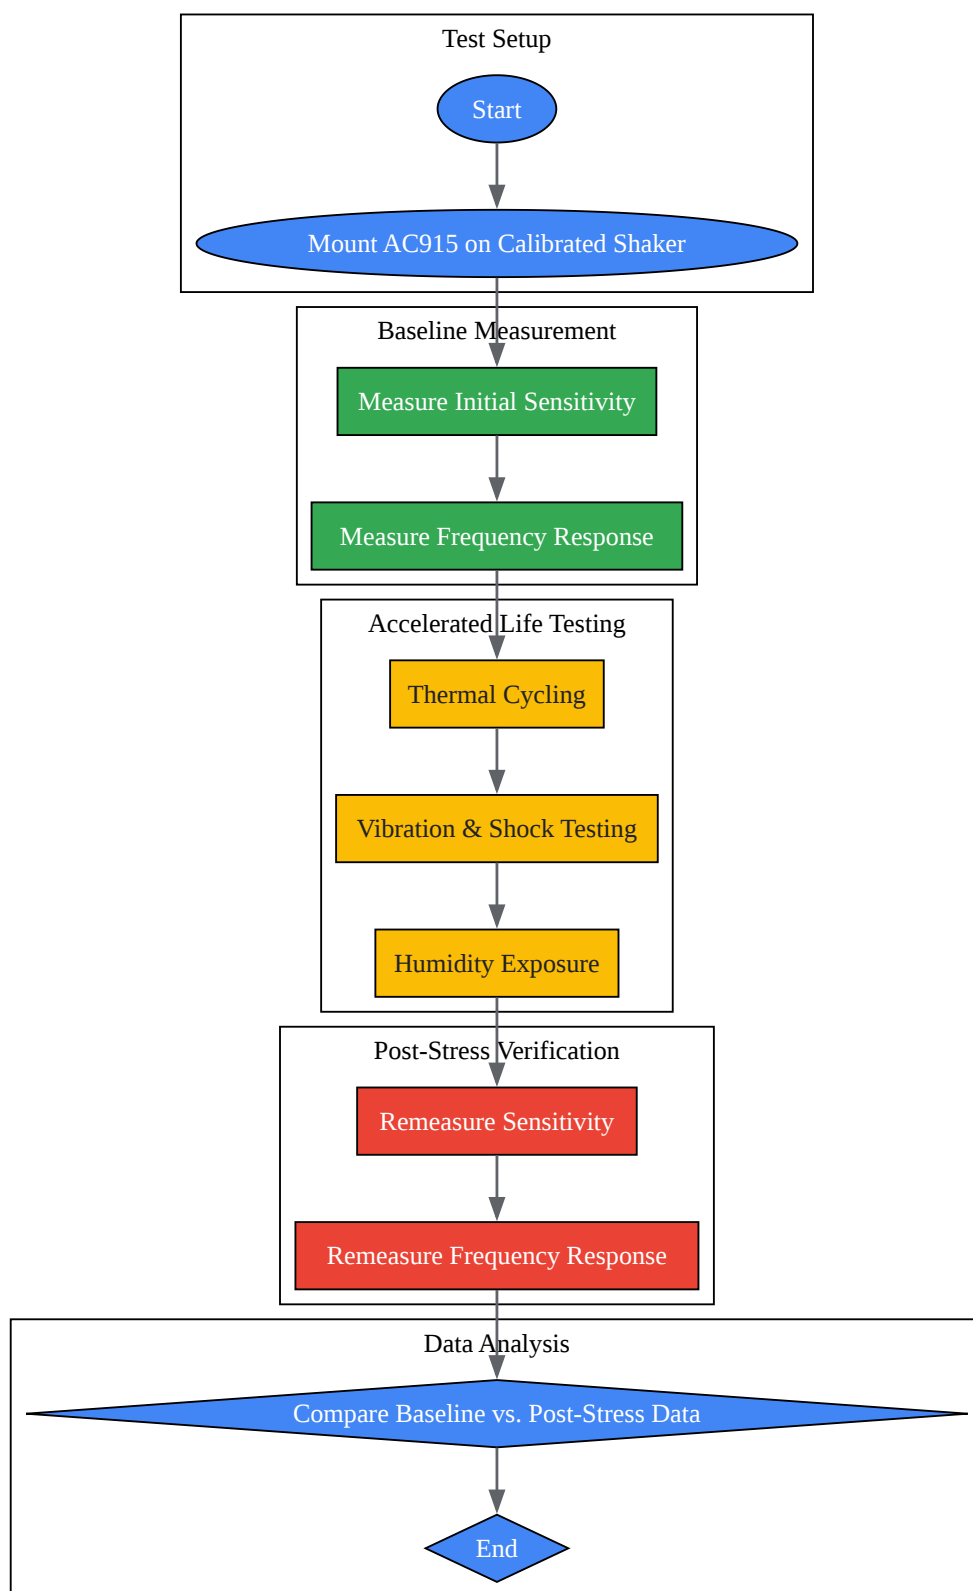 Test Setup
Start
Mount AC915 on Calibrated Shaker
Baseline Measurement
Measure Initial Sensitivity
Measure Frequency Response
Accelerated Life Testing
Thermal Cycling
Vibration & Shock Testing
Humidity Exposure
Post-Stress Verification
Remeasure Sensitivity
Remeasure Frequency Response
Data Analysis
Compare Baseline vs. Post-Stress Data
End